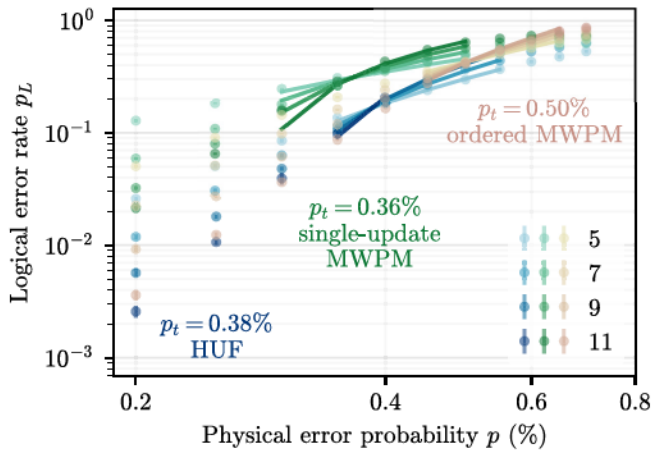 Logical error rate p_L
10^0
10^{-1}
10^{-2}
10^{-3}
p_t = 0.50%
ordered MWPM
p_t = 0.36%
single-update
MWPM
p_t = 0.38%
HUF
5
7
9
11
0.2
0.4
0.6
0.8
Physical error probability p (%)